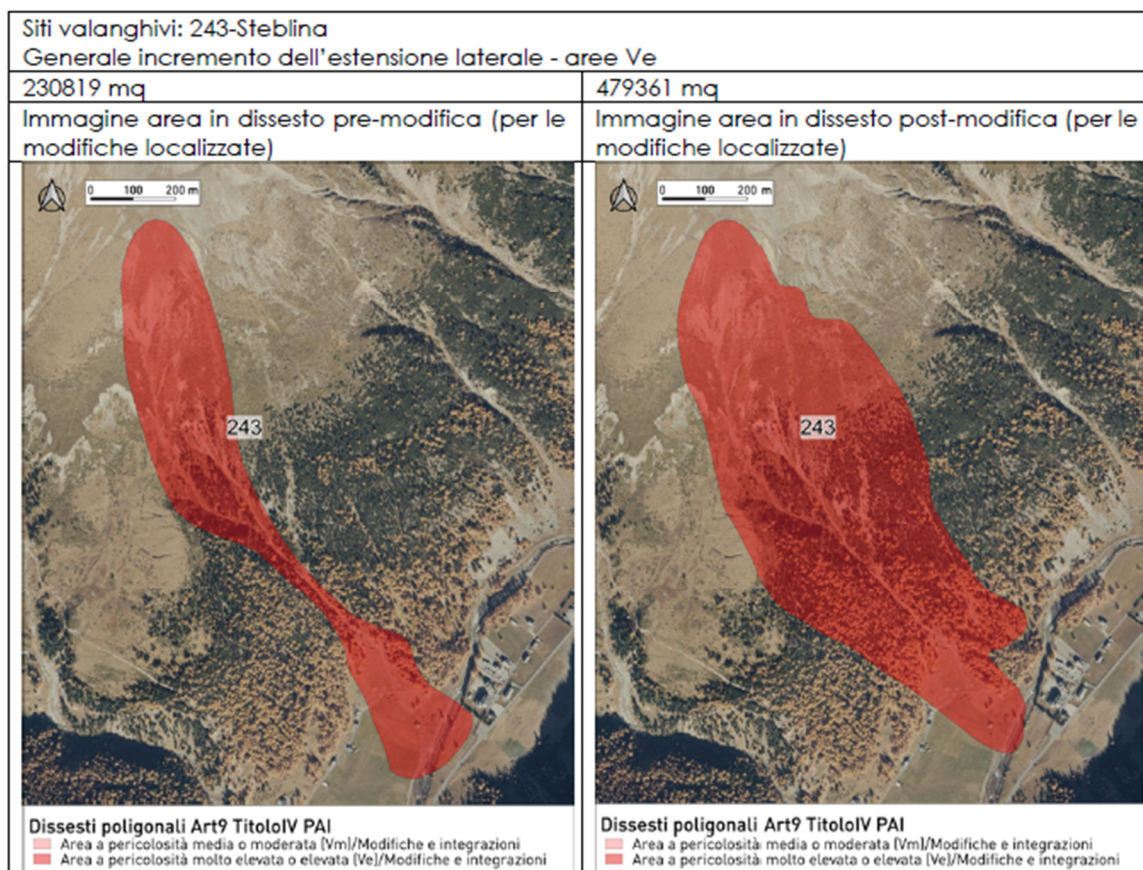 Siti valanghivi: 243-Steblina
Generale incremento dell'estensione laterale - aree Ve
230819 mq
479361 mq
Immagine area in dissesto pre-modifica (per le
modifiche localizzate)
Immagine area in dissesto post-modifica (per le
modifiche localizzate)
0 100 200 m
243
Dissesti poligonali Art9 TitoloIV PAI
Area a pericolosità media o moderata [Vm]/Modifiche e integrazioni
Area a pericolosità molto elevata o elevata [Ve]/Modifiche e integrazioni
0 100 200 m
243
Dissesti poligonali Art9 TitoloIV PAI
Area a pericolosità media o moderata [Vm]/Modifiche e integrazioni
Area a pericolosità molto elevata o elevata [Ve]/Modifiche e integrazioni